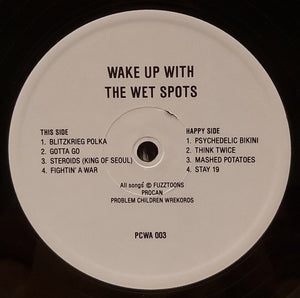 WAKE UP WITH
THE WET SPOTS
THIS SIDE
1. BLITZKRIEG POLKA
2. GOTTA GO
3. STEROIDS (KING OF SEOUL)
4. FIGHTIN' A WAR
HAPPY SIDE
1. PSYCHEDELIC BIKINI
2. THINK TWICE
3. MASHED POTATOES
4. STAY 19
All songs © FUZZTOONS
PROCAN
PROBLEM CHILDREN WREKORDS
PCWA 003